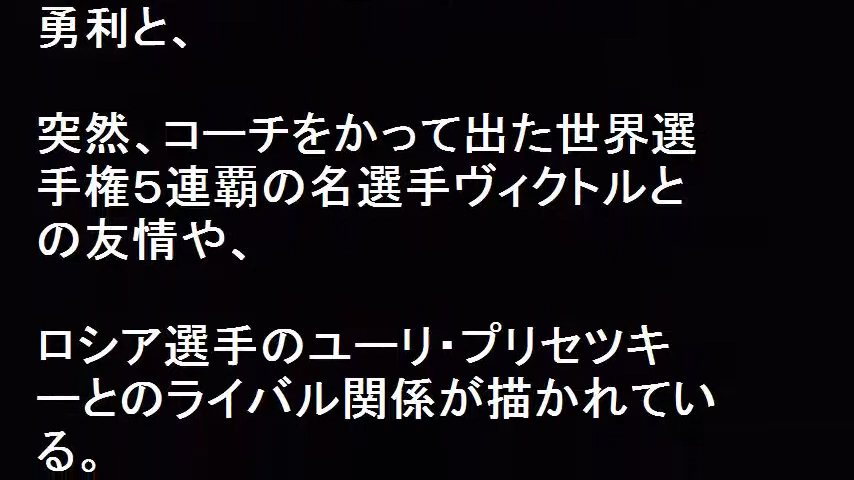 勇利と、
突然、コーチをかって出た世界選
手権５連覇の名選手ヴィクトルと
の友情や、
ロシア選手のユーリ・プリセツキ
ーとのライバル関係が描かれてい
る。